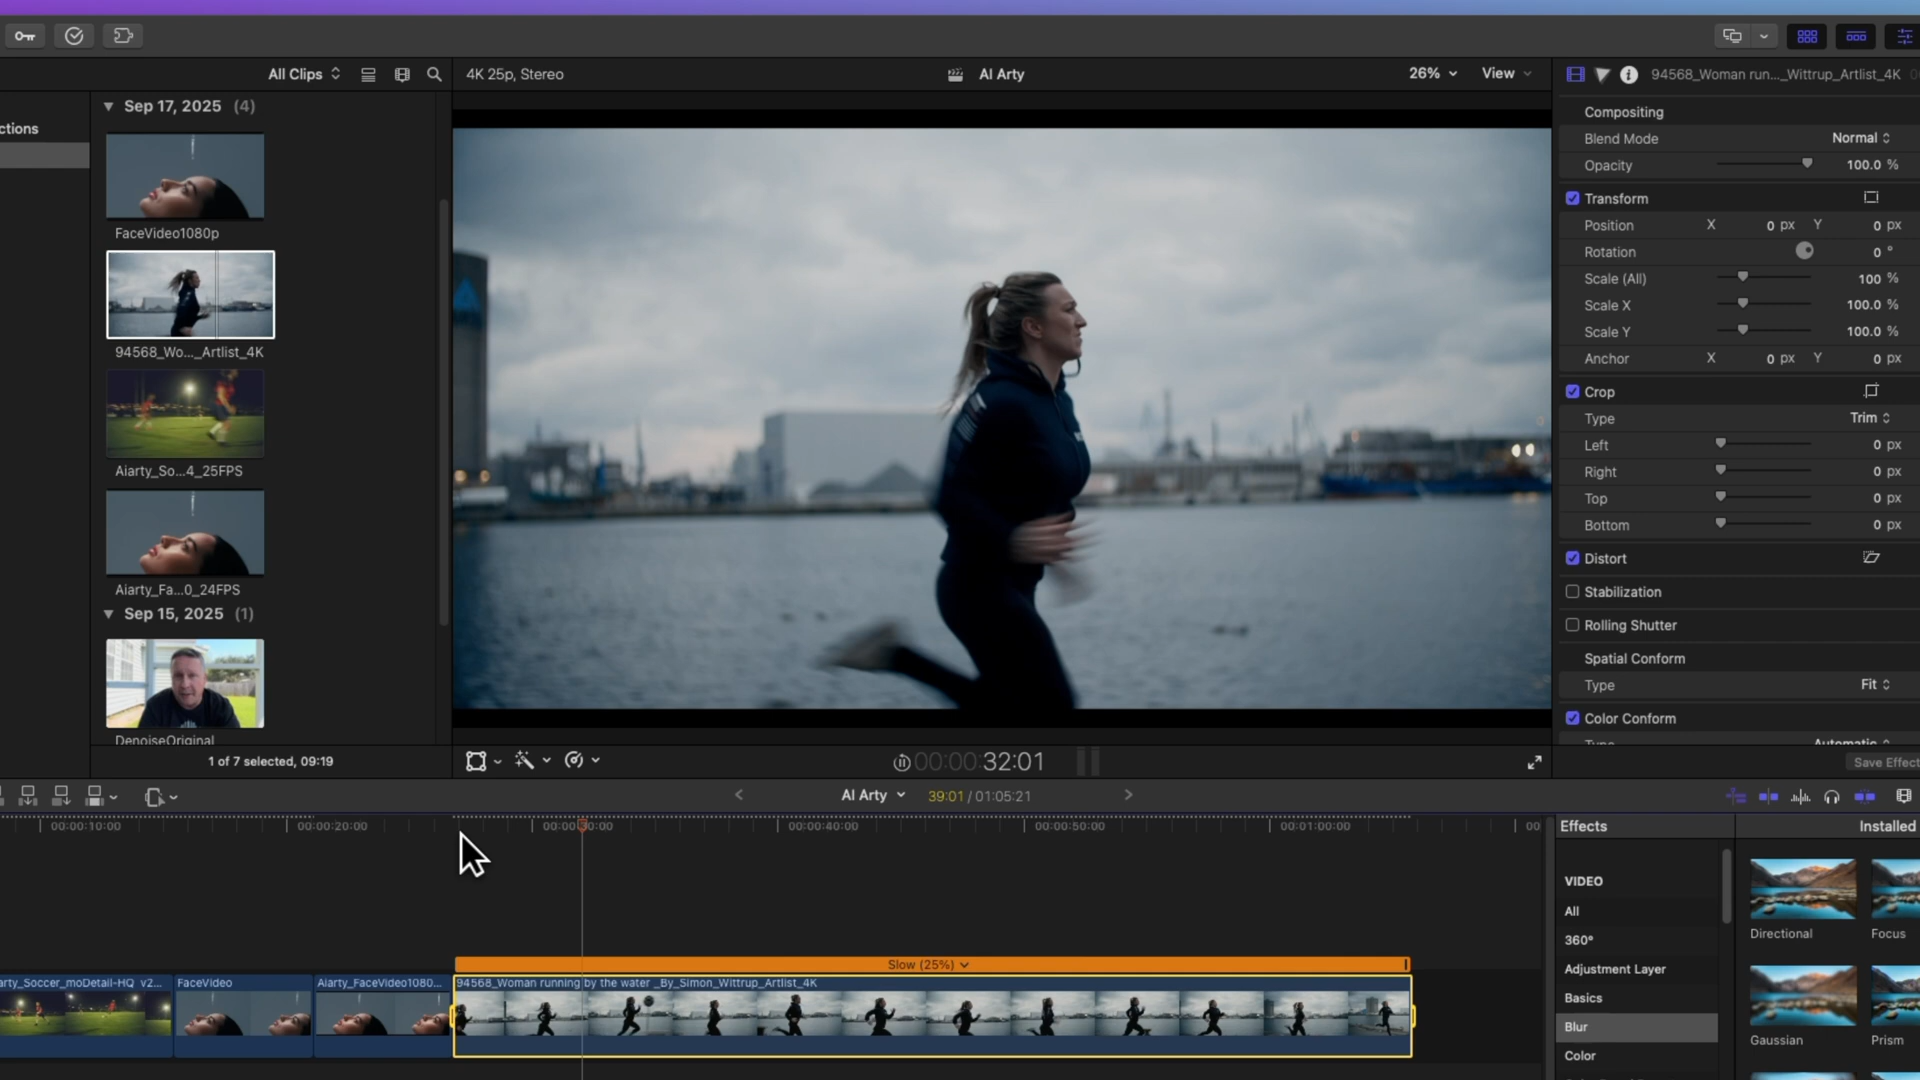 All Clips
4K 25p, Stereo
AI Arty
26%
View
94568_Woman run..._Wittrup_Artlist_4K
ctions
Sep 17, 2025 (4)
FaceVideo1080p
94568_Wo..._Artlist_4K
Aiarty_So...4_25FPS
Aiarty_Fa...0_24FPS
Sep 15, 2025 (1)
DenoiseOriginal
1 of 7 selected, 09:19
00:00:32:01
Compositing
Blend Mode Normal
Opacity 100.0 %
Transform
Position X 0 px Y 0 px
Rotation 0 °
Scale (All) 100 %
Scale X 100.0 %
Scale Y 100.0 %
Anchor X 0 px Y 0 px
Crop
Type Trim
Left 0 px
Right 0 px
Top 0 px
Bottom 0 px
Distort
Stabilization
Rolling Shutter
Spatial Conform
Type Fit
Color Conform
Type Automatic
Save Effect
AI Arty
39:01 / 01:05:21
00:00:10:00
00:00:20:00
00:00:30:00
00:00:40:00
00:00:50:00
00:01:00:00
00
Slow (25%)
arty_Soccer_moDetail-HQ v2...
FaceVideo
Aiarty_FaceVideo1080...
94568_Woman running by the water _By_Simon_Wittrup_Artlist_4K
Effects
Installed
VIDEO
All
360°
Adjustment Layer
Basics
Blur
Color
Directional
Focus
Gaussian
Prism